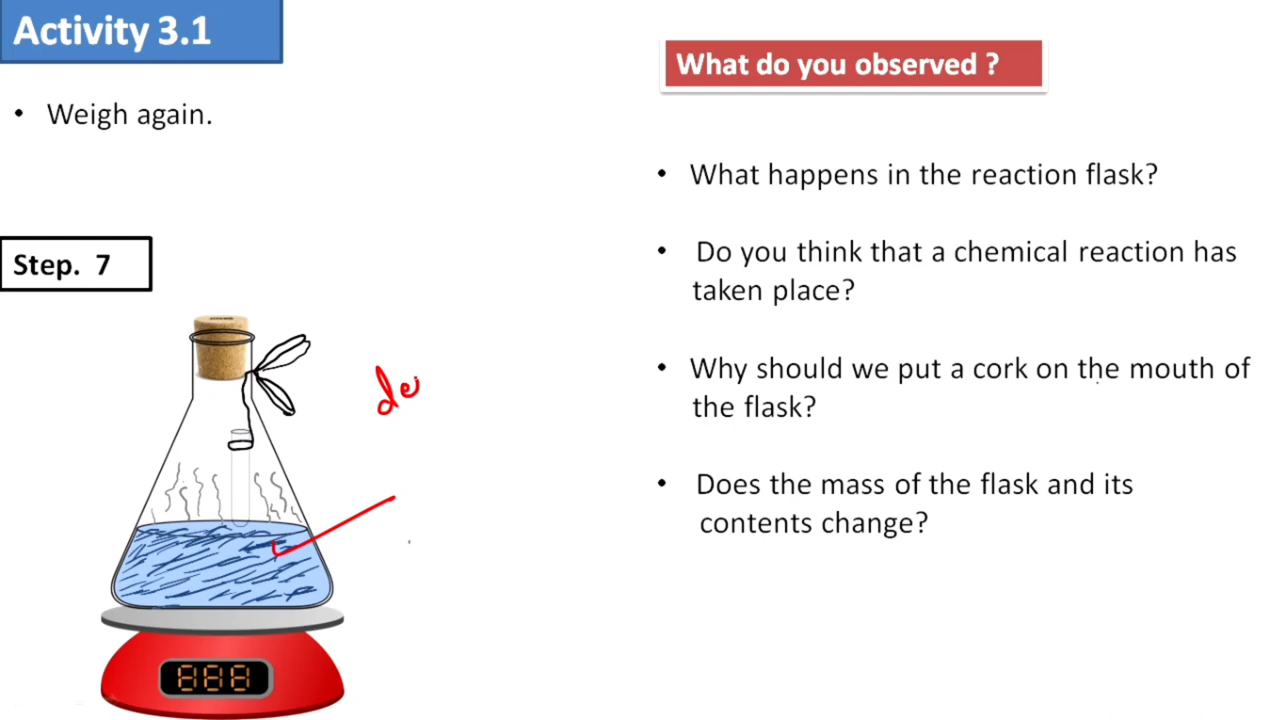 Activity 3.1
• Weigh again.
Step. 7
de
888
What do you observed ?
• What happens in the reaction flask?
• Do you think that a chemical reaction has
taken place?
• Why should we put a cork on the mouth of
the flask?
• Does the mass of the flask and its
contents change?